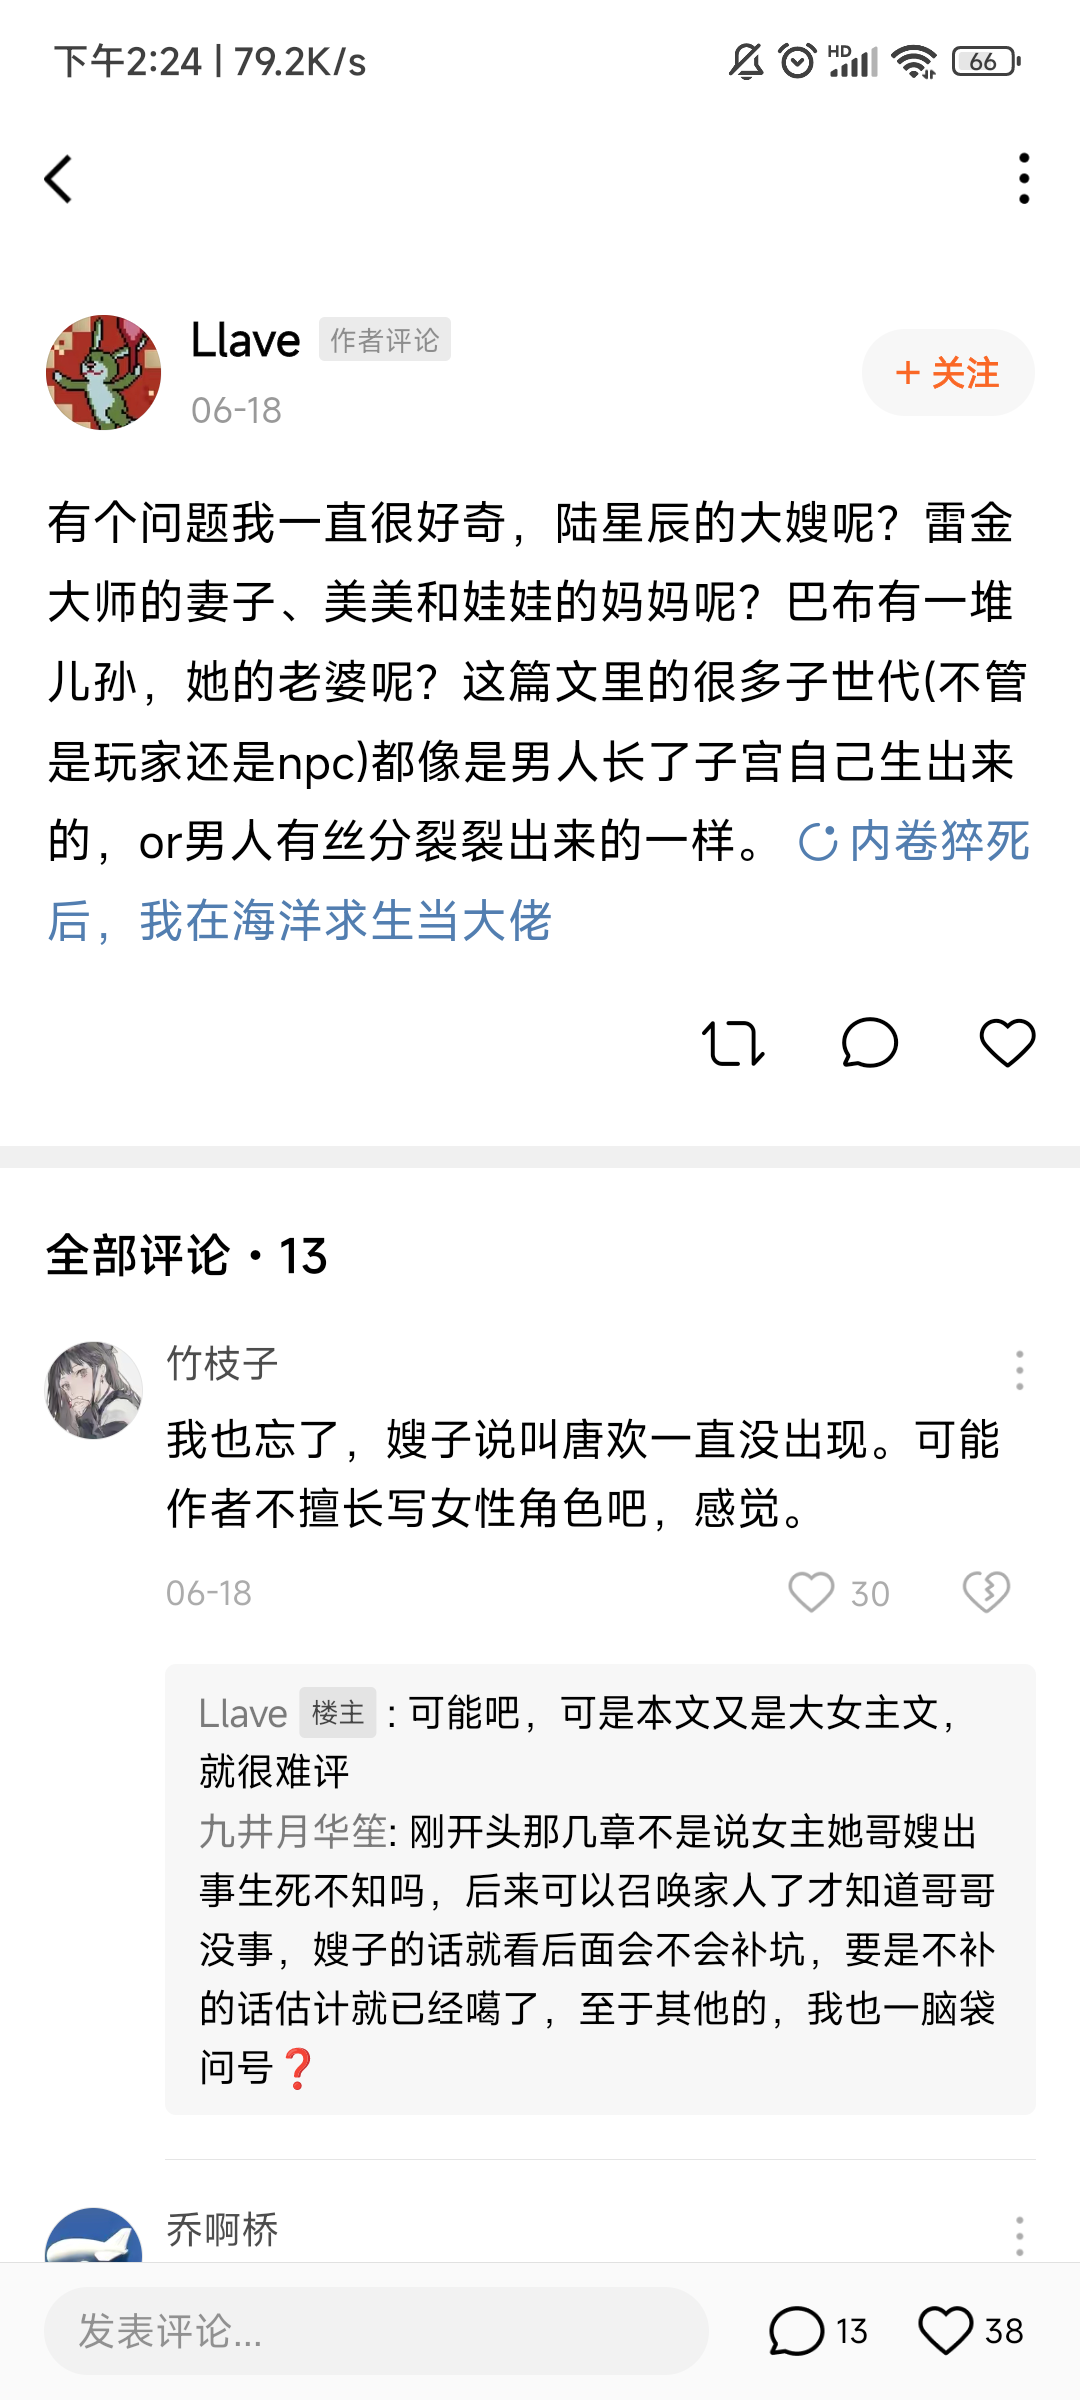 下午2:24 | 79.2K/s
HD
66
Llave 作者评论
06-18
+ 关注
有个问题我一直很好奇，陆星辰的大嫂呢？雷金
大师的妻子、美美和娃娃的妈妈呢？巴布有一堆
儿孙，她的老婆呢？这篇文里的很多子世代(不管
是玩家还是npc)都像是男人长了子宫自己生出来
的，or男人有丝分裂裂出来的一样。 内卷猝死
后，我在海洋求生当大佬
全部评论·13
竹枝子
我也忘了，嫂子说叫唐欢一直没出现。可能
作者不擅长写女性角色吧，感觉。
06-18
30
Llave 楼主 : 可能吧，可是本文又是大女主文，
就很难评
九井月华笙: 刚开头那几章不是说女主她哥嫂出
事生死不知吗，后来可以召唤家人了才知道哥哥
没事，嫂子的话就看后面会不会补坑，要是不补
的话估计就已经噶了，至于其他的，我也一脑袋
问号❓
乔啊桥
发表评论...
13
38